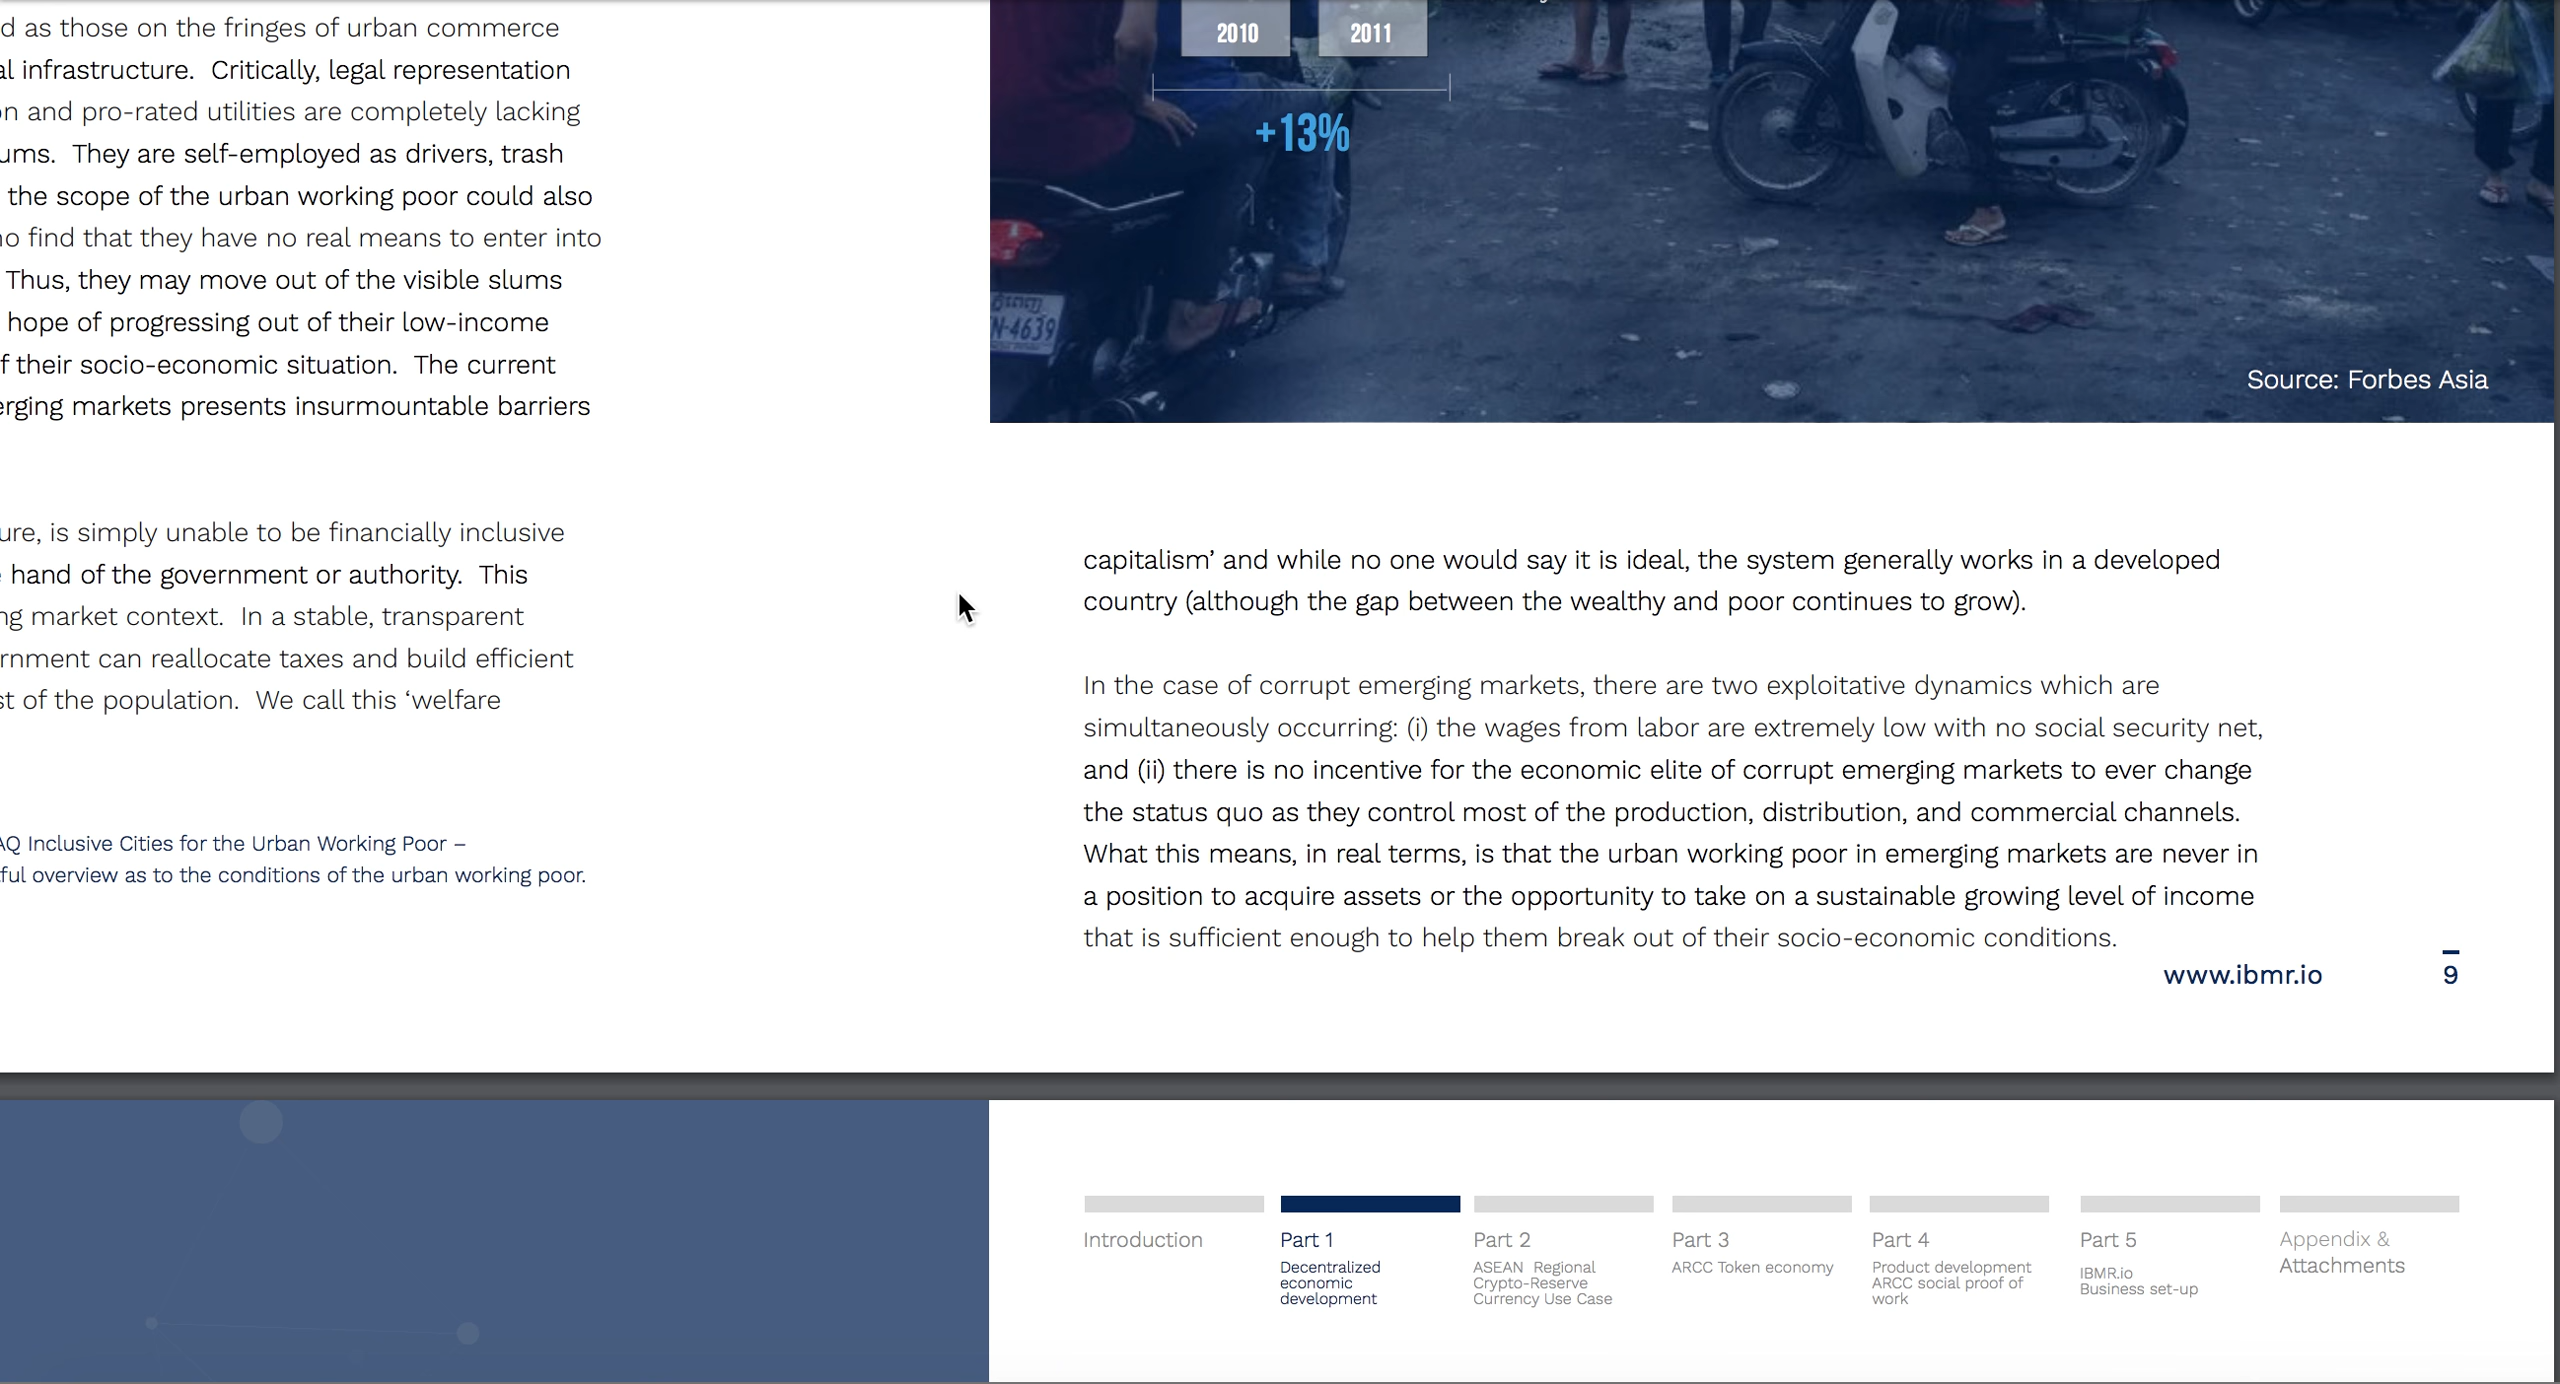 d as those on the fringes of urban commerce
al infrastructure.  Critically, legal representation
on and pro-rated utilities are completely lacking
ums.  They are self-employed as drivers, trash
the scope of the urban working poor could also
no find that they have no real means to enter into
Thus, they may move out of the visible slums
hope of progressing out of their low-income
f their socio-economic situation.  The current
erging markets presents insurmountable barriers
ure, is simply unable to be financially inclusive
hand of the government or authority.  This
ng market context.  In a stable, transparent
rnment can reallocate taxes and build efficient
st of the population.  We call this ‘welfare
AQ Inclusive Cities for the Urban Working Poor –
tful overview as to the conditions of the urban working poor.
2010
2011
+13%
N-4639
Source: Forbes Asia
capitalism’ and while no one would say it is ideal, the system generally works in a developed
country (although the gap between the wealthy and poor continues to grow).
In the case of corrupt emerging markets, there are two exploitative dynamics which are
simultaneously occurring: (i) the wages from labor are extremely low with no social security net,
and (ii) there is no incentive for the economic elite of corrupt emerging markets to ever change
the status quo as they control most of the production, distribution, and commercial channels.
What this means, in real terms, is that the urban working poor in emerging markets are never in
a position to acquire assets or the opportunity to take on a sustainable growing level of income
that is sufficient enough to help them break out of their socio-economic conditions.
www.ibmr.io
9
Introduction
Part 1
Decentralized
economic
development
Part 2
ASEAN  Regional
Crypto-Reserve
Currency Use Case
Part 3
ARCC Token economy
Part 4
Product development
ARCC social proof of
work
Part 5
IBMR.io
Business set-up
Appendix &
Attachments